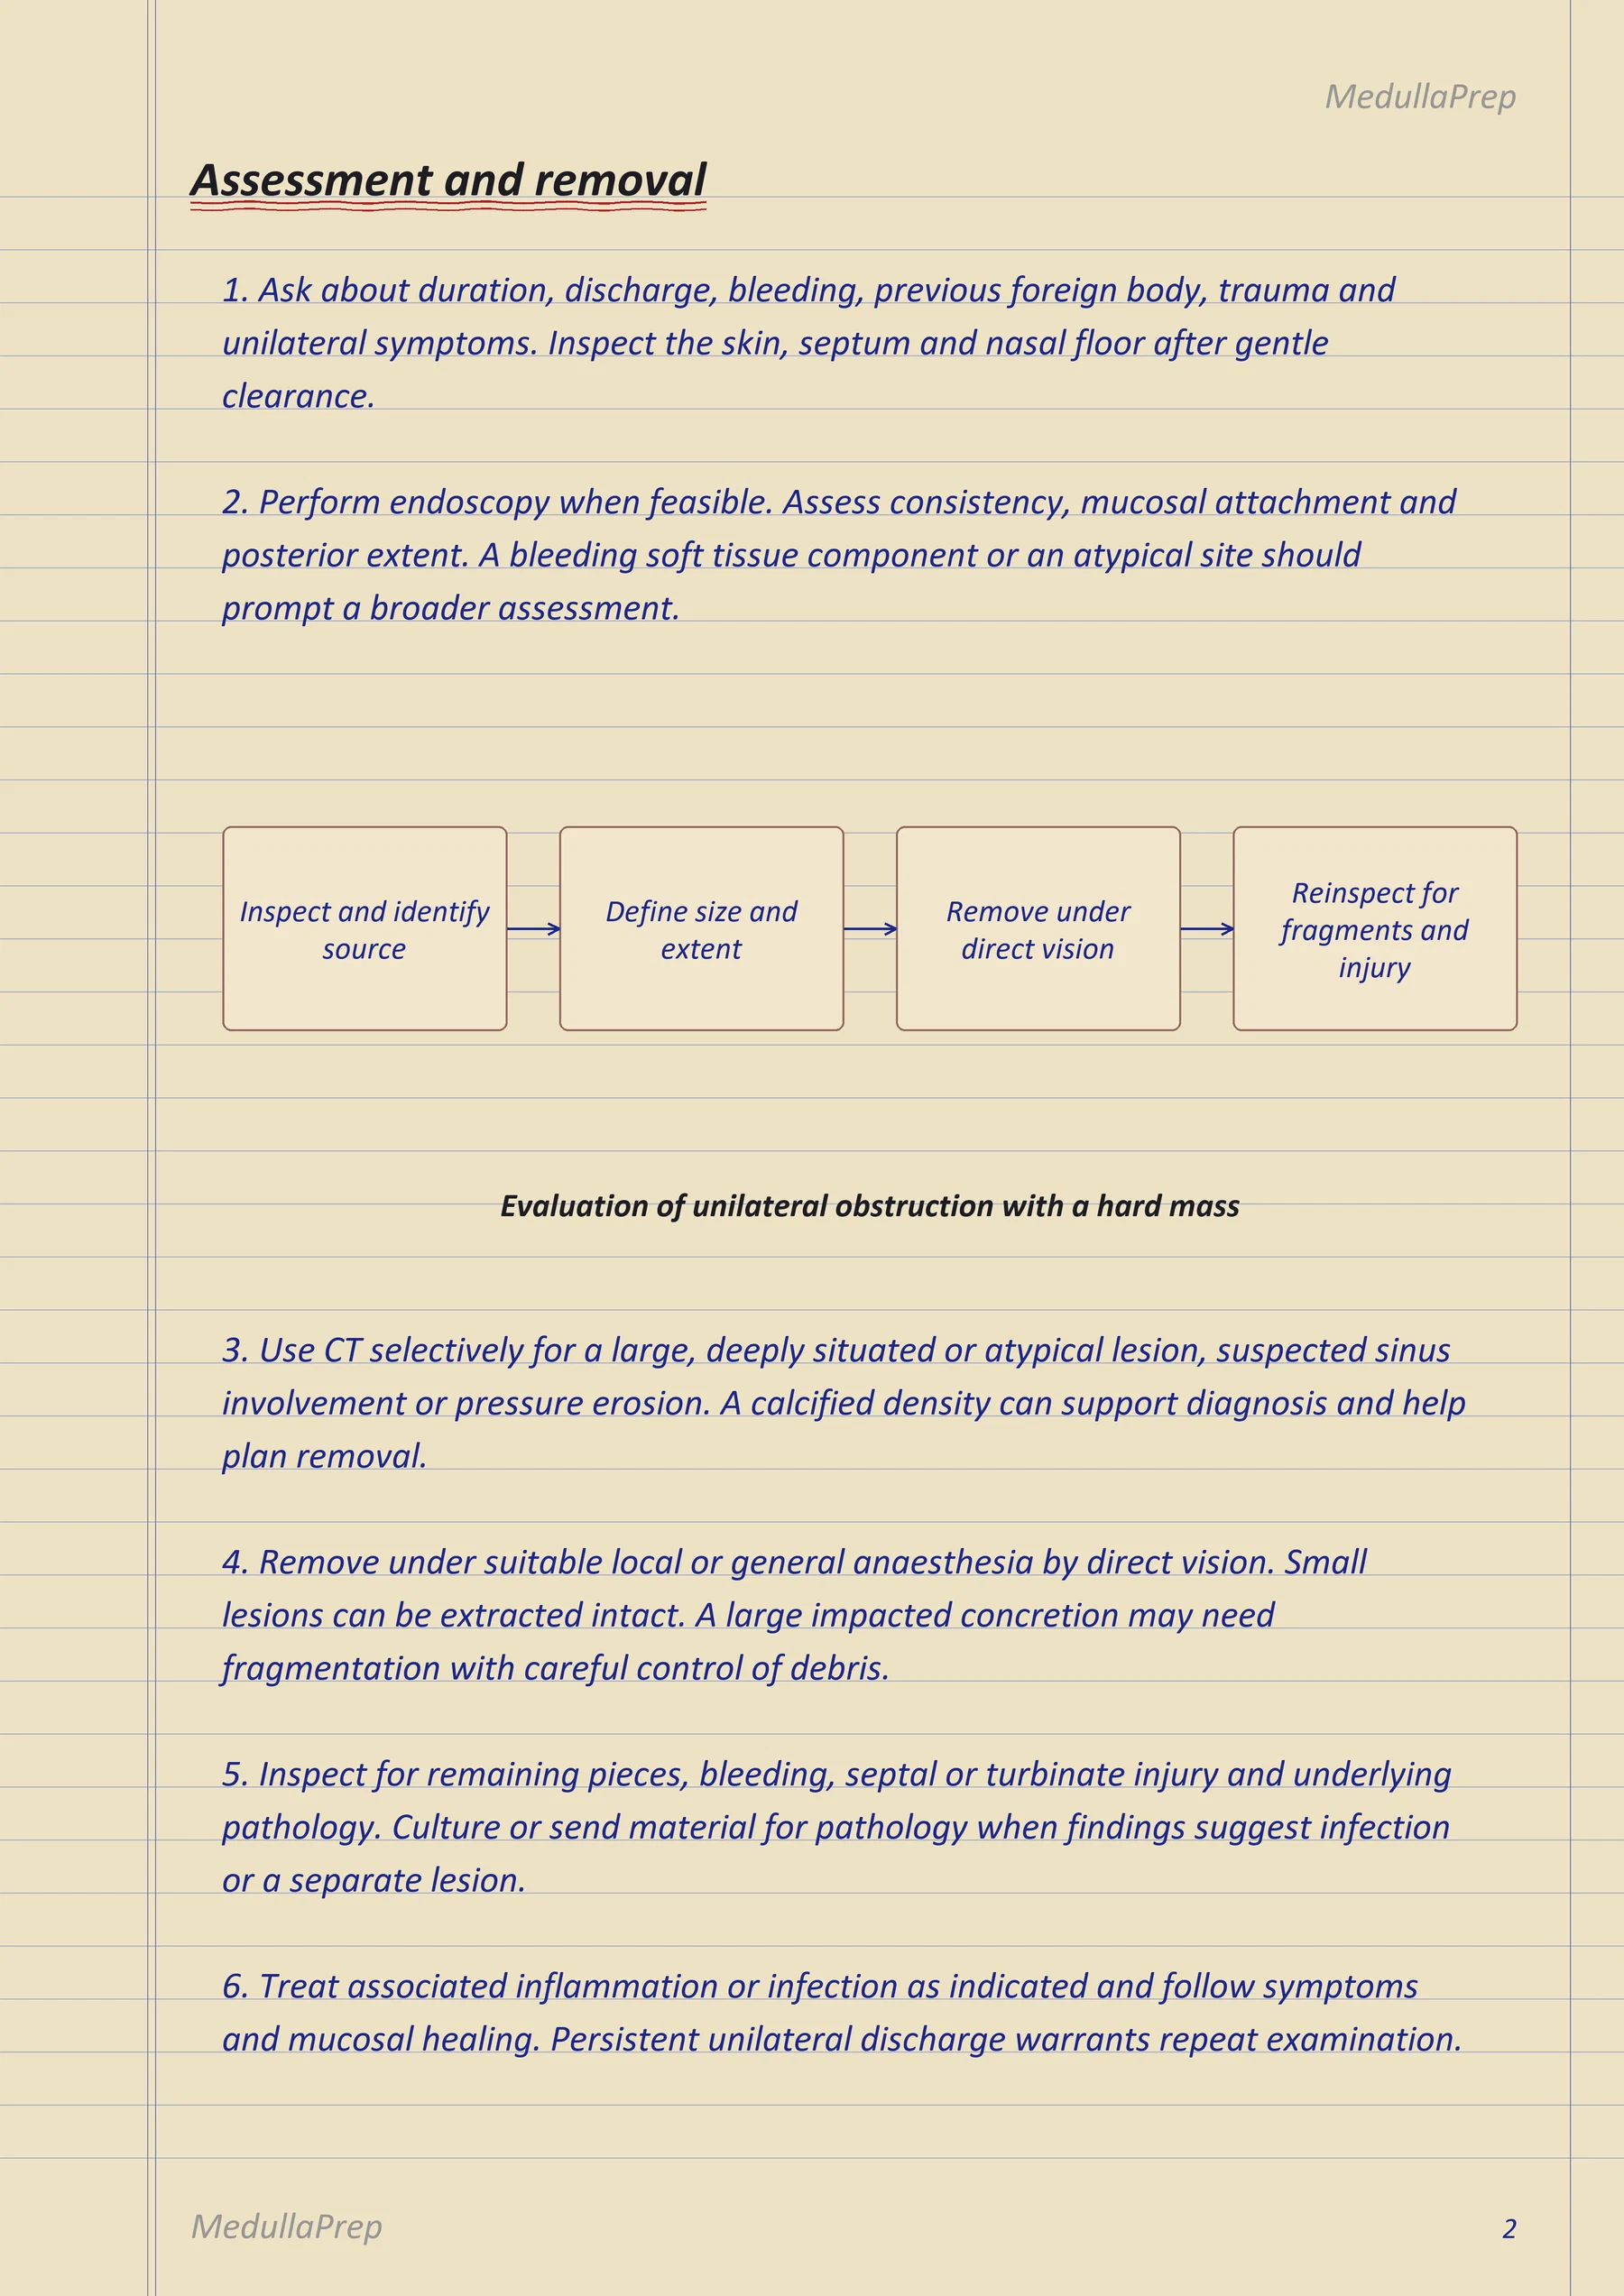 MedullaPrep
Assessment and removal
1. Ask about duration, discharge, bleeding, previous foreign body, trauma and
unilateral symptoms. Inspect the skin, septum and nasal floor after gentle
clearance.
2. Perform endoscopy when feasible. Assess consistency, mucosal attachment and
posterior extent. A bleeding soft tissue component or an atypical site should
prompt a broader assessment.
Inspect and identify
source
Define size and
extent
Remove under
direct vision
Reinspect for
fragments and
injury
Evaluation of unilateral obstruction with a hard mass
3. Use CT selectively for a large, deeply situated or atypical lesion, suspected sinus
involvement or pressure erosion. A calcified density can support diagnosis and help
plan removal.
4. Remove under suitable local or general anaesthesia by direct vision. Small
lesions can be extracted intact. A large impacted concretion may need
fragmentation with careful control of debris.
5. Inspect for remaining pieces, bleeding, septal or turbinate injury and underlying
pathology. Culture or send material for pathology when findings suggest infection
or a separate lesion.
6. Treat associated inflammation or infection as indicated and follow symptoms
and mucosal healing. Persistent unilateral discharge warrants repeat examination.
MedullaPrep
2